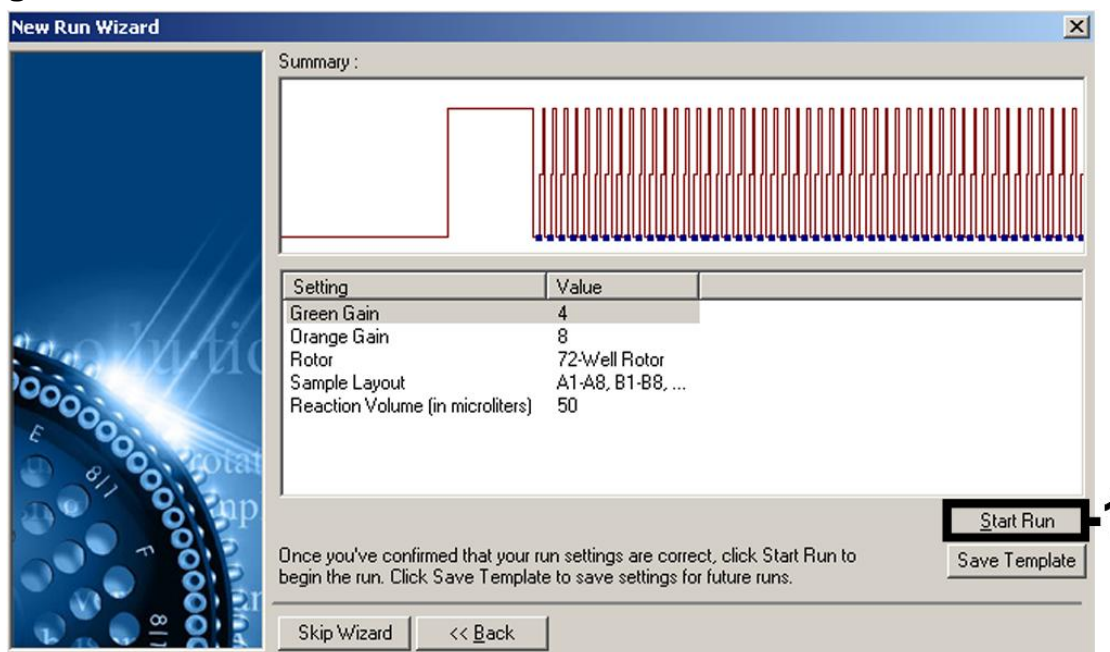 New Run Wizard
Summary :
Setting Value
Green Gain 4
Orange Gain 8
Rotor 72-Well Rotor
Sample Layout A1-A8, B1-B8, ...
Reaction Volume (in microliters) 50
Start Run
Once you've confirmed that your run settings are correct, click Start Run to
begin the run. Click Save Template to save settings for future runs.
Save Template
Skip Wizard << Back
E
8/1
F
8/1